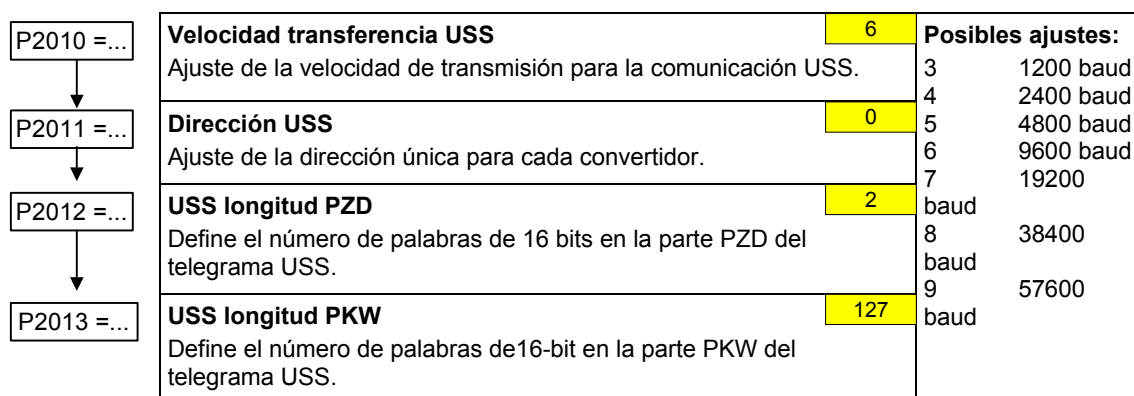 P2010 =...
Velocidad transferencia USS
6
Ajuste de la velocidad de transmisión para la comunicación USS.
P2011 =...
Dirección USS
0
Ajuste de la dirección única para cada convertidor.
P2012 =...
USS longitud PZD
2
Define el número de palabras de 16 bits en la parte PZD del
telegrama USS.
P2013 =...
USS longitud PKW
127
Define el número de palabras de16-bit en la parte PKW del
telegrama USS.
Posibles ajustes:
3 1200 baud
4 2400 baud
5 4800 baud
6 9600 baud
7 19200
baud
8 38400
baud
9 57600
baud